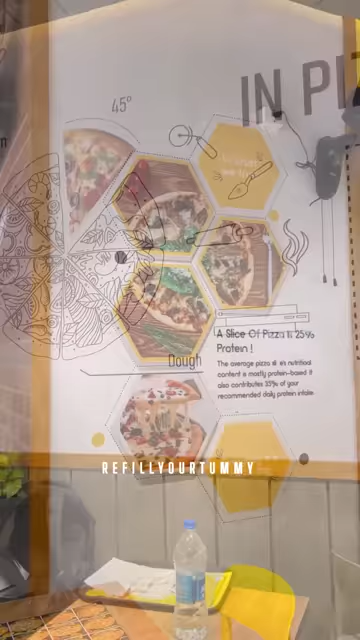 45°
IN PI
A Slice Of Pizza Is 25%
Protein !
The average pizza @ it's nutritional
content is mostly protein-based it
also contributes 35% of your
recommended daily protein intake
Dough
REFILLYOURTUMMY